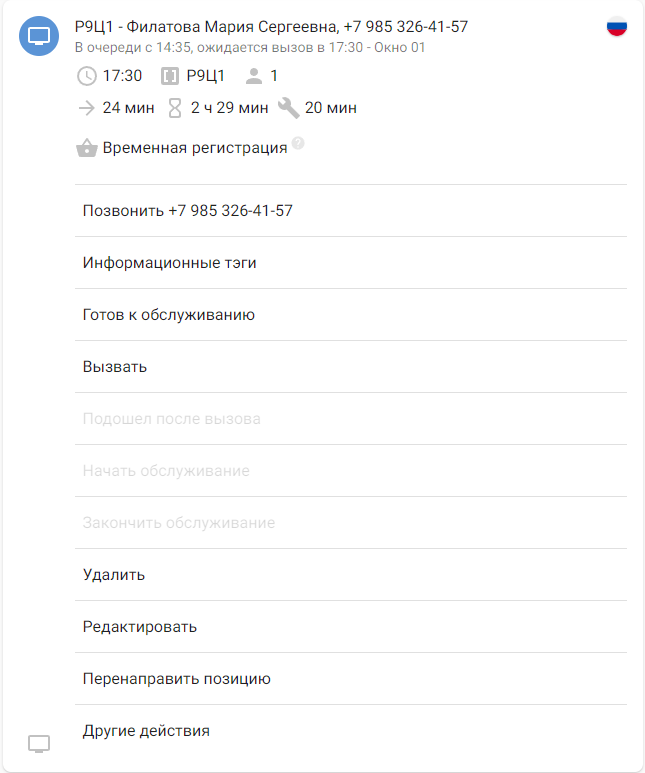 Р9Ц1 - Филатова Мария Сергеевна, +7 985 326-41-57
В очереди с 14:35, ожидается вызов в 17:30 - Окно 01
17:30 Р9Ц1 1
24 мин 2 ч 29 мин 20 мин
Временная регистрация ?
Позвонить +7 985 326-41-57
Информационные тэги
Готов к обслуживанию
Вызвать
Подошел после вызова
Начать обслуживание
Закончить обслуживание
Удалить
Редактировать
Перенаправить позицию
Другие действия